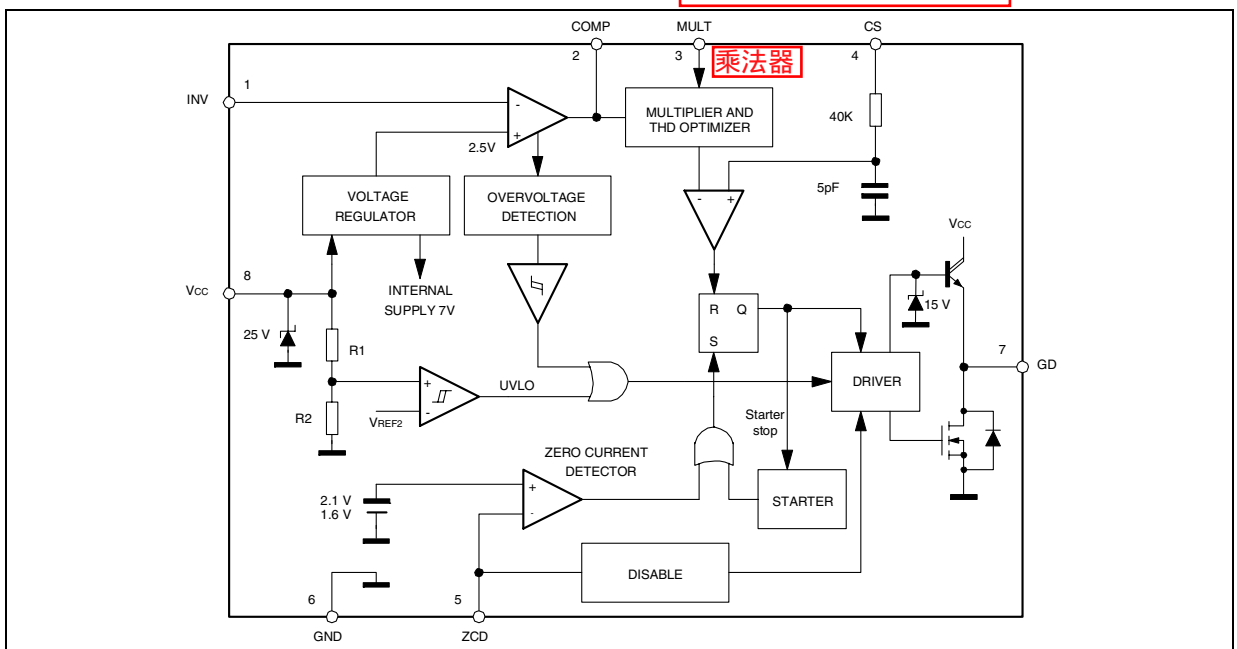 COMP
MULT
CS
2
3
乘法器
4
1
INV
-
+
2.5V
MULTIPLIER AND
THD OPTIMIZER
40K
5pF
VOLTAGE
REGULATOR
OVERVOLTAGE
DETECTION
- +
Vcc
8
Vcc
INTERNAL
SUPPLY 7V
25 V
R1
R Q
S
15 V
7
GD
DRIVER
+
-
UVLO
R2
VREF2
Starter
stop
ZERO CURRENT
DETECTOR
2.1 V
1.6 V
+
-
STARTER
DISABLE
6
5
GND
ZCD